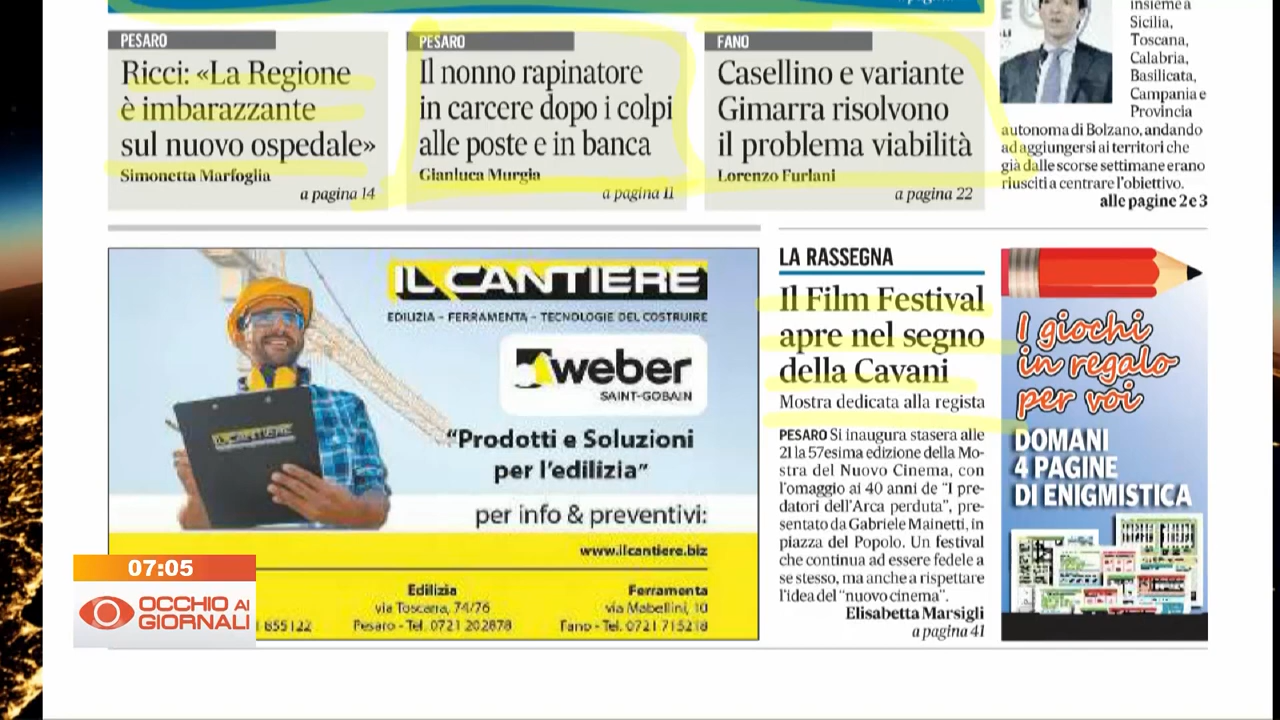 PESARO
Ricci: «La Regione
è imbarazzante
sul nuovo ospedale»
Simonetta Marfoglia
a pagina 14
PESARO
Il nonno rapinatore
in carcere dopo i colpi
alle poste e in banca
Gianluca Murgia
a pagina 11
FANO
Casellino e variante
Gimarra risolvono
il problema viabilità
Lorenzo Furlani
a pagina 22
insieme a
Sicilia,
Toscana,
Calabria,
Basilicata,
Campania e
Provincia
autonoma di Bolzano, andando
ad aggiungersi ai territori che
già dalle scorse settimane erano
riusciti a centrare l'obiettivo.
alle pagine 2 e 3
IL CANTIERE
EDILIZIA - FERRAMENTA - TECNOLOGIE DEL COSTRUIRE
weber
SAINT-GOBAIN
IL CANTIERE
"Prodotti e Soluzioni
per l'edilizia"
per info & preventivi:
www.ilcantiere.biz
Edilizia
via Toscana, 74/76
Pesaro - Tel. 0721 202878
Ferramenta
via Mabellini, 10
Fano - Tel. 0721 715218
855122
LA RASSEGNA
Il Film Festival
apre nel segno
della Cavani
Mostra dedicata alla regista
PESARO Si inaugura stasera alle
21 la 57esima edizione della Mo-
stra del Nuovo Cinema, con
l'omaggio ai 40 anni de "I pre-
datori dell'Arca perduta", pre-
sentato da Gabriele Mainetti, in
piazza del Popolo. Un festival
che continua ad essere fedele a
se stesso, ma anche a rispettare
l'idea del "nuovo cinema".
Elisabetta Marsigli
a pagina 41
I giochi
in regalo
per voi
DOMANI
4 PAGINE
DI ENIGMISTICA
07:05
OCCHIO AI
GIORNALI